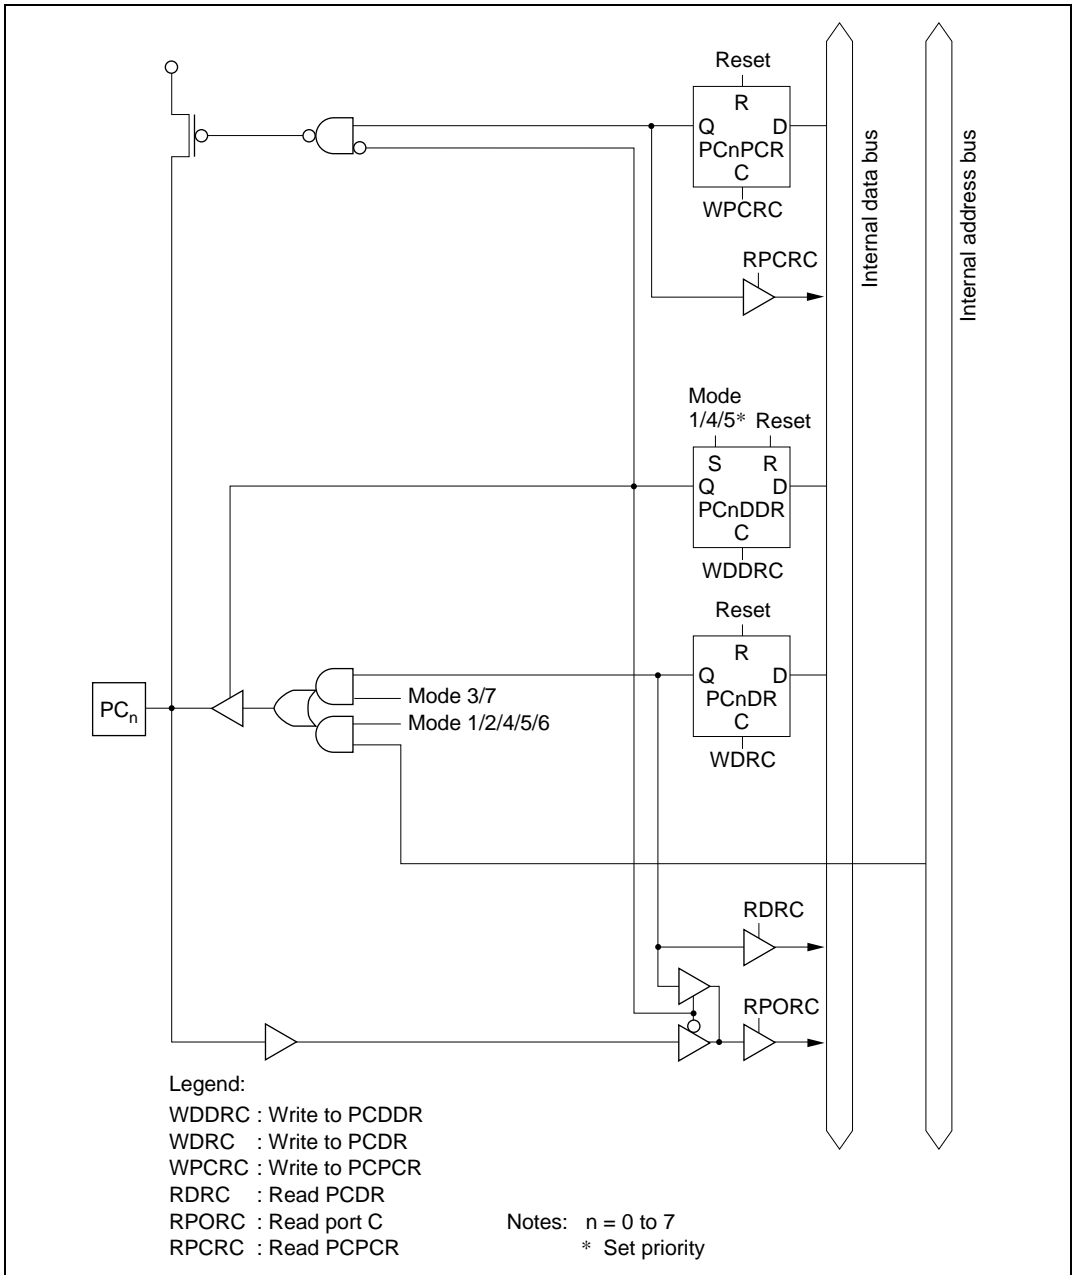 Reset
R
Q D
PCnPCR
C
WPCRC
RPCRC
Internal data bus
Internal address bus
Mode
1/4/5* Reset
S R
Q D
PCnDDR
C
WDDRC
Reset
R
Q D
PCnDR
C
WDRC
Mode 3/7
Mode 1/2/4/5/6
PCn
RDRC
RPORC
Legend:
WDDRC : Write to PCDDR
WDRC : Write to PCDR
WPCRC : Write to PCPCR
RDRC : Read PCDR
RPORC : Read port C
RPCRC : Read PCPCR
Notes: n = 0 to 7
* Set priority